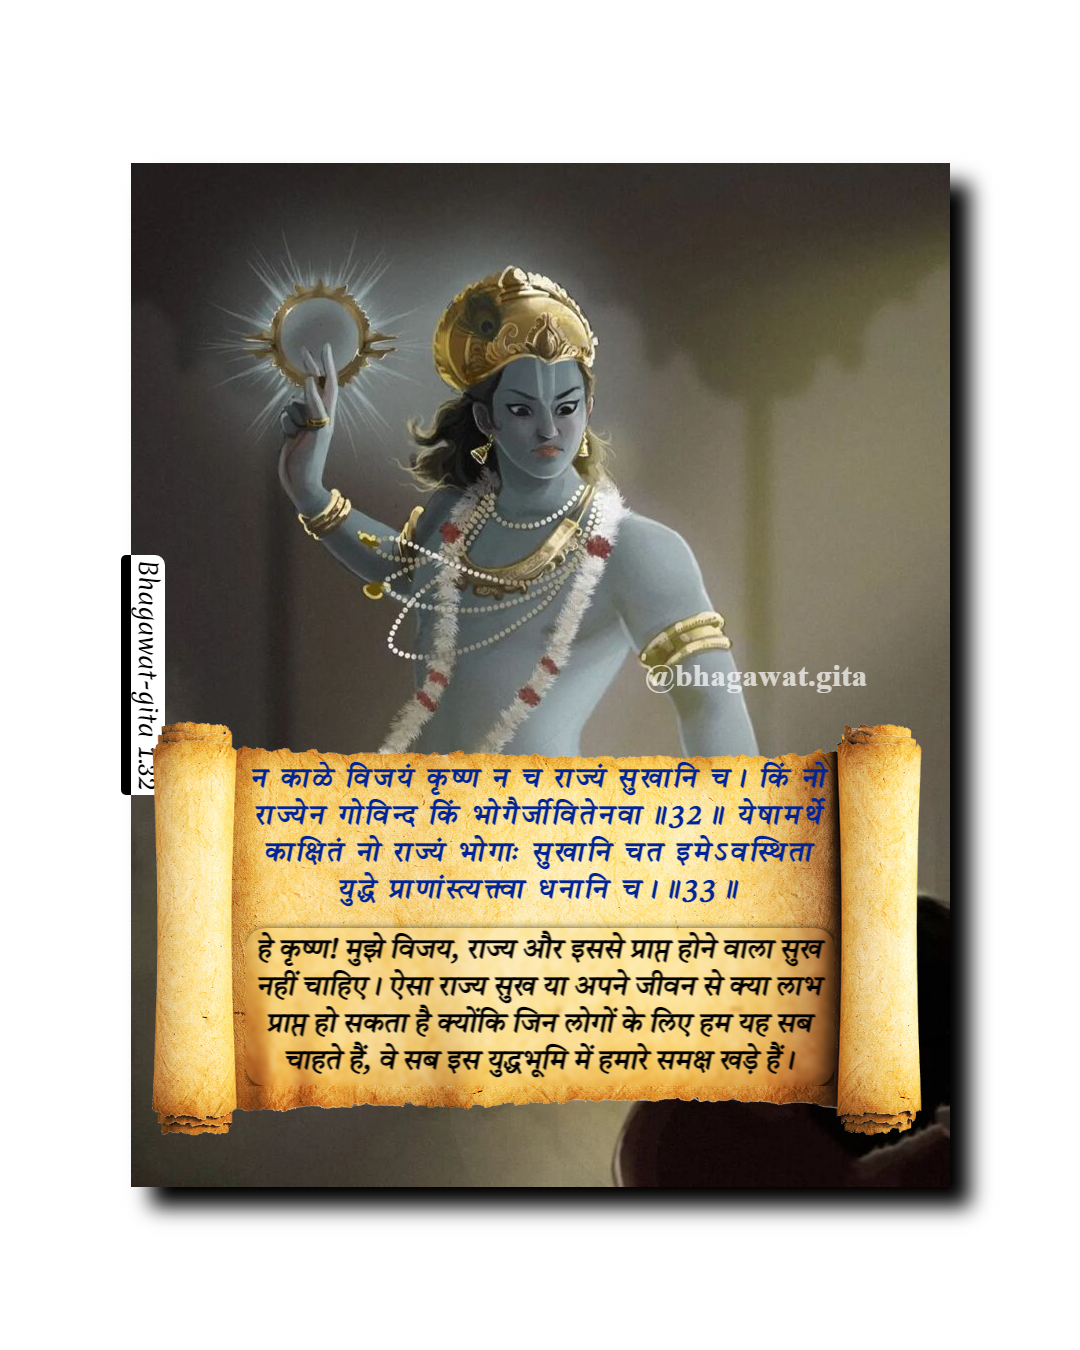 Bhagawat-gita 1.32
@bhagawat.gita
न काळे विजयं कृष्ण न च राज्यं सुखानि च। किं नो
राज्येन गोविन्द किं भोगैर्जीवितेनवा॥32॥ येषामर्थे
काक्षितं नो राज्यं भोगाः सुखानि चत इमेऽवस्थिता
युद्धे प्राणांस्त्यत्त्वा धनानि च।॥33॥
हे कृष्ण! मुझे विजय, राज्य और इससे प्राप्त होने वाला सुख
नहीं चाहिए। ऐसा राज्य सुख या अपने जीवन से क्या लाभ
प्राप्त हो सकता है क्योंकि जिन लोगों के लिए हम यह सब
चाहते हैं, वे सब इस युद्धभूमि में हमारे समक्ष खड़े हैं।